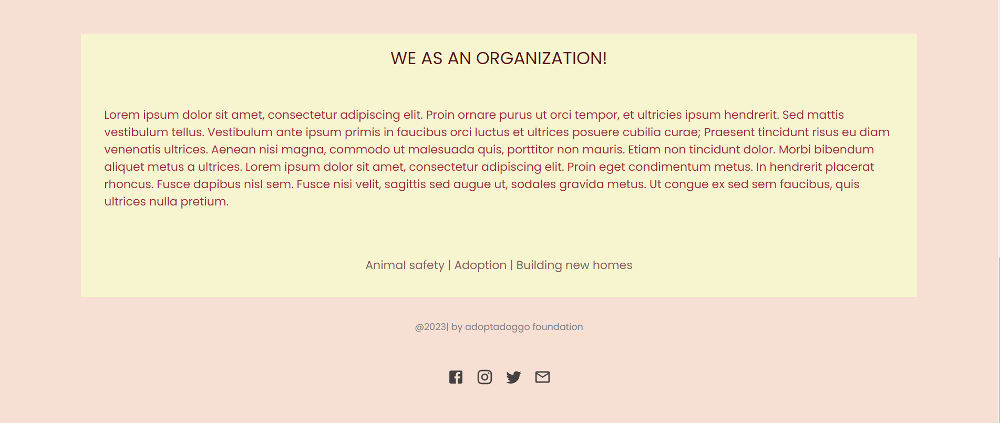 WE AS AN ORGANIZATION!
Lorem ipsum dolor sit amet, consectetur adipiscing elit. Proin ornare purus ut orci tempor, et ultricies ipsum hendrerit. Sed mattis
vestibulum tellus. Vestibulum ante ipsum primis in faucibus orci luctus et ultrices posuere cubilia curae; Praesent tincidunt risus eu diam
venenatis ultrices. Aenean nisi magna, commodo ut malesuada quis, porttitor non mauris. Etiam non tincidunt dolor. Morbi bibendum
aliquet metus a ultrices. Lorem ipsum dolor sit amet, consectetur adipiscing elit. Proin eget condimentum metus. In hendrerit placerat
rhoncus. Fusce dapibus nisl sem. Fusce nisi velit, sagittis sed augue ut, sodales gravida metus. Ut congue ex sed sem faucibus, quis
ultrices nulla pretium.
Animal safety | Adoption | Building new homes
@2023| by adoptadoggo foundation